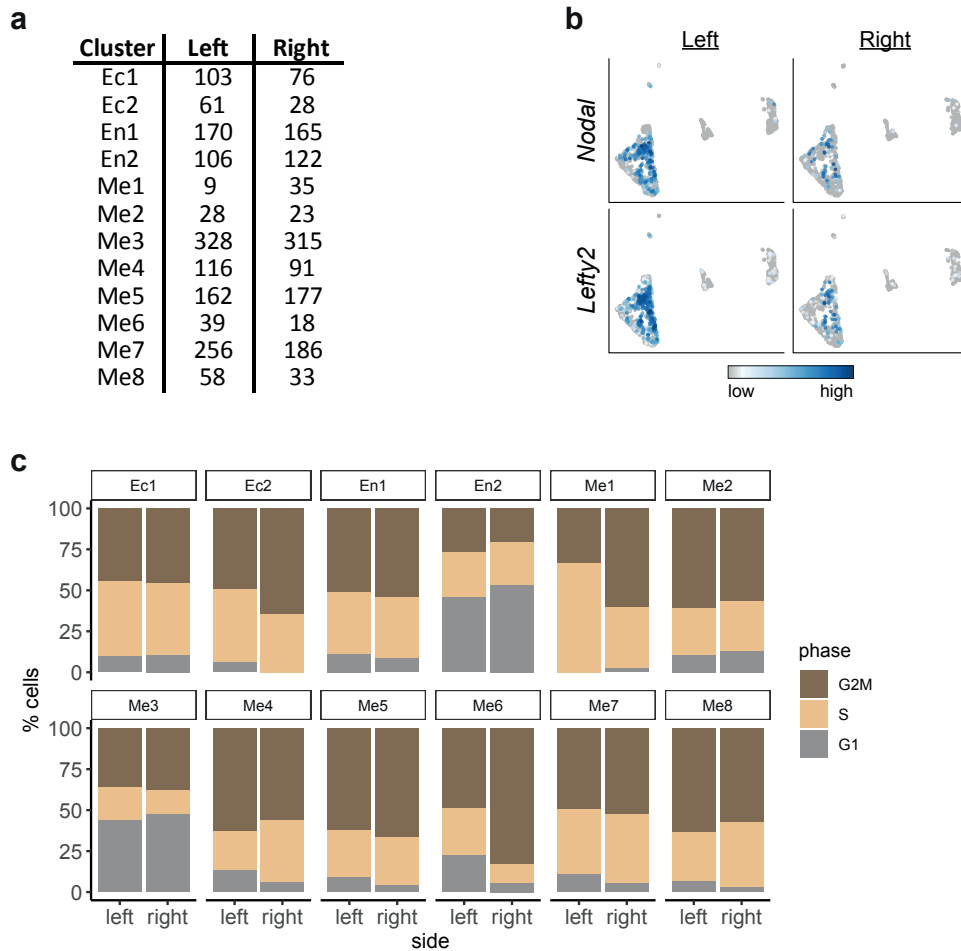 a
Cluster Left Right
Ec1 103 76
Ec2 61 28
En1 170 165
En2 106 122
Me1 9 35
Me2 28 23
Me3 328 315
Me4 116 91
Me5 162 177
Me6 39 18
Me7 256 186
Me8 58 33
b
Left Right
Nodal
Lefty2
low high
c
Ec1 Ec2 En1 En2 Me1 Me2
100
75
50
25
0
Me3 Me4 Me5 Me6 Me7 Me8
100
75
50
25
0
% cells
left right left right left right left right left right left right
side
phase
G2M
S
G1